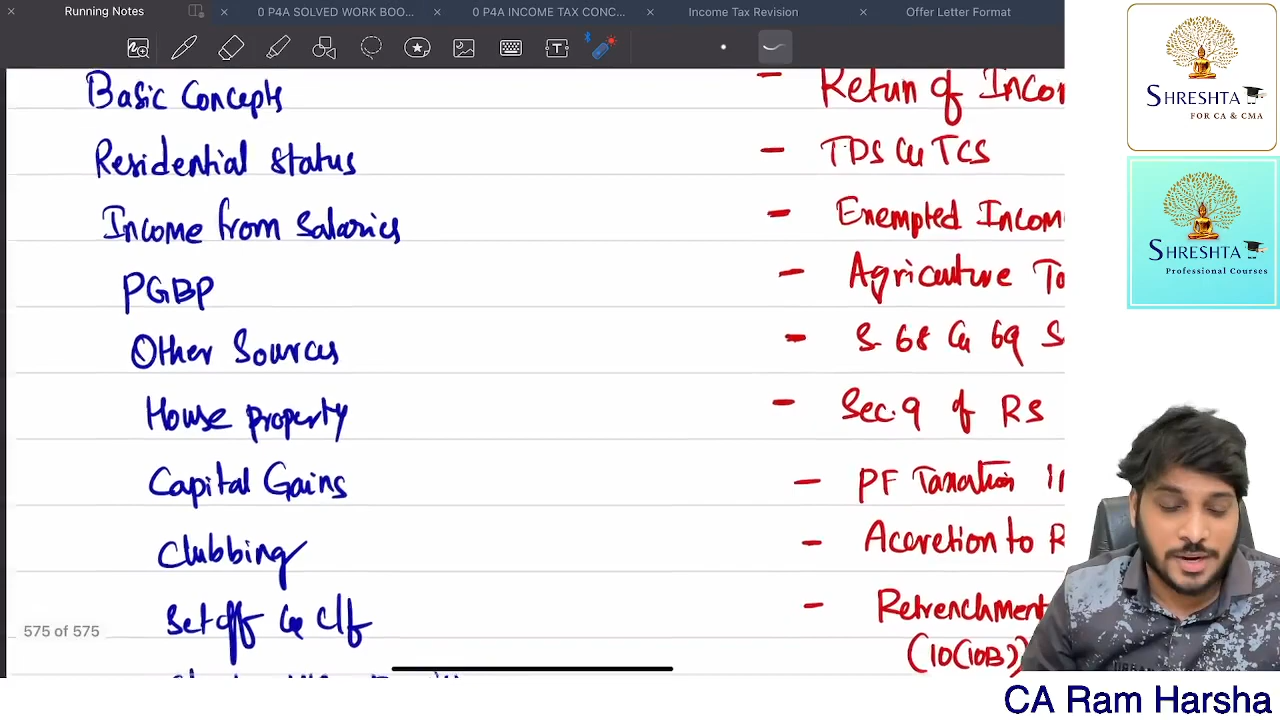 Running Notes
0 P4A SOLVED WORK BOO...
0 P4A INCOME TAX CONC...
Income Tax Revision
Offer Letter Format
Basic Concepts
Residential Status
Income from Salaries
PGBP
Other Sources
House property
Capital Gains
Clubbing
Set off & C/f
- Return of Incom
- TDS & TCS
- Exempted Incom
- Agriculture To
- S. 68 & 69 S
- Sec. 9 of RS
- PF Taxation
- Accretion to R
- Retrenchment
(10(10B))
575 of 575
SHRESHTA
FOR CA & CMA
SHRESHTA
Professional Courses
CA Ram Harsha